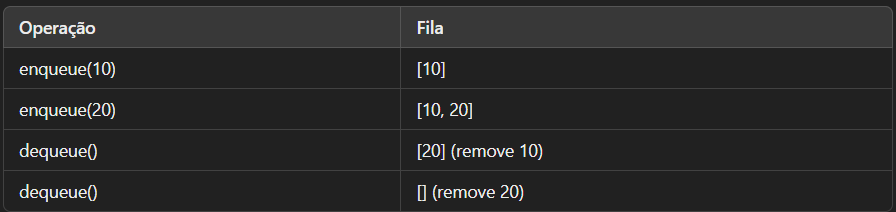 Operação Fila
enqueue(10) [10]
enqueue(20) [10, 20]
dequeue() [20] (remove 10)
dequeue() [] (remove 20)